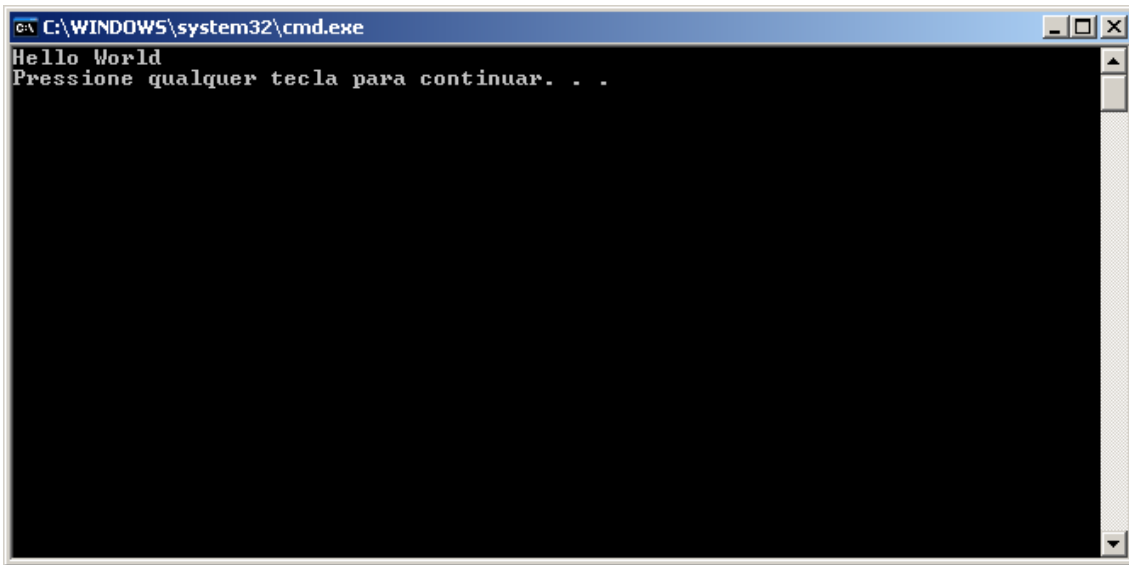 C:\WINDOWS\system32\cmd.exe
Hello World
Pressione qualquer tecla para continuar. . .